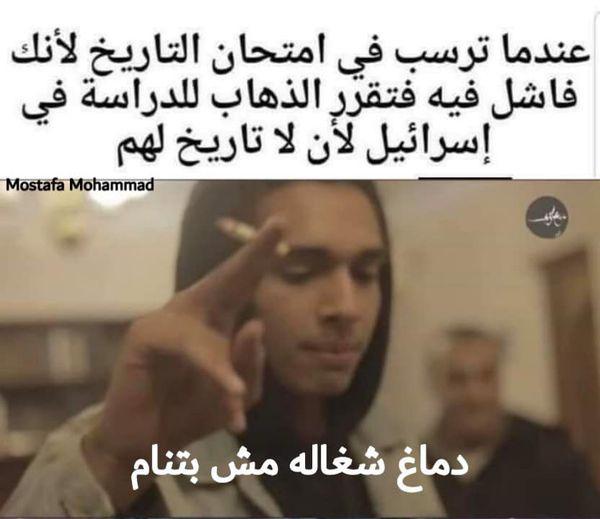 عندما ترسب في امتحان التاريخ لأنك
فاشل فيه فتقرر الذهاب للدراسة في
إسرائيل لأن لا تاريخ لهم
Mostafa Mohammad
دماغ شغاله مش بتنام